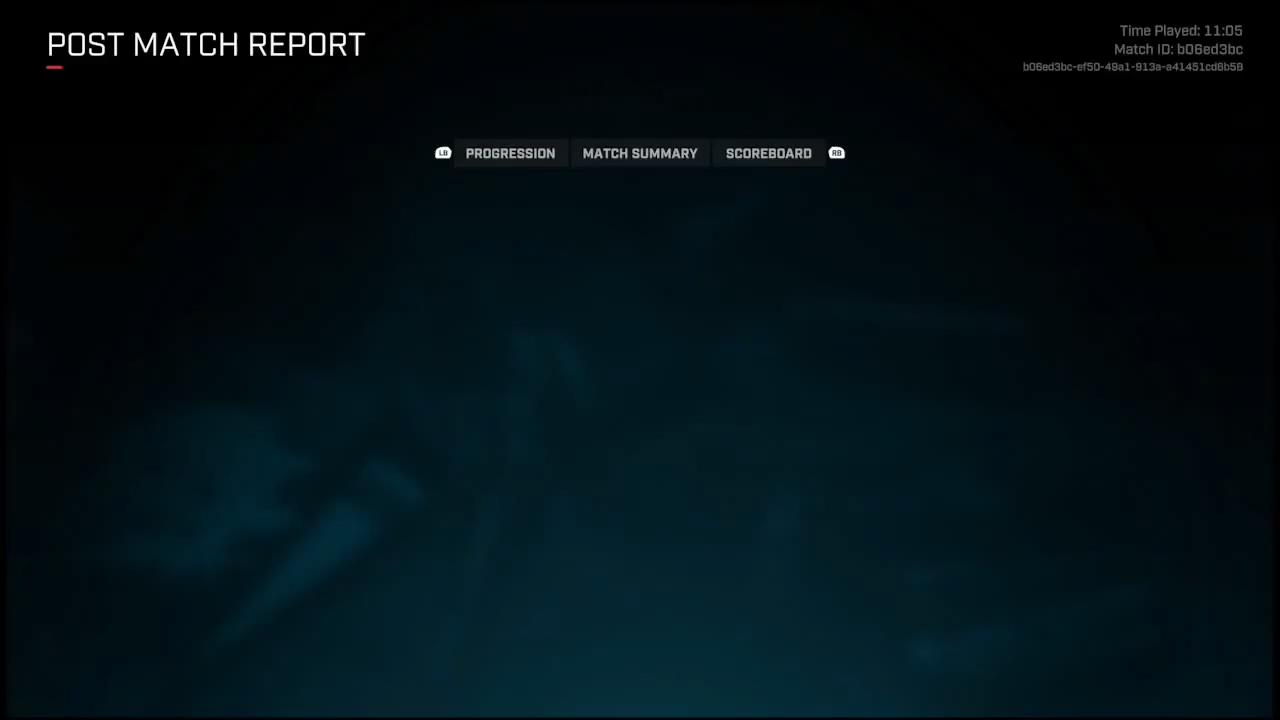 POST MATCH REPORT
Time Played: 11:05
Match ID: b06ed3bc
b06ed3bc-ef50-49a1-913a-a41451cd6b58
LB PROGRESSION MATCH SUMMARY SCOREBOARD RB